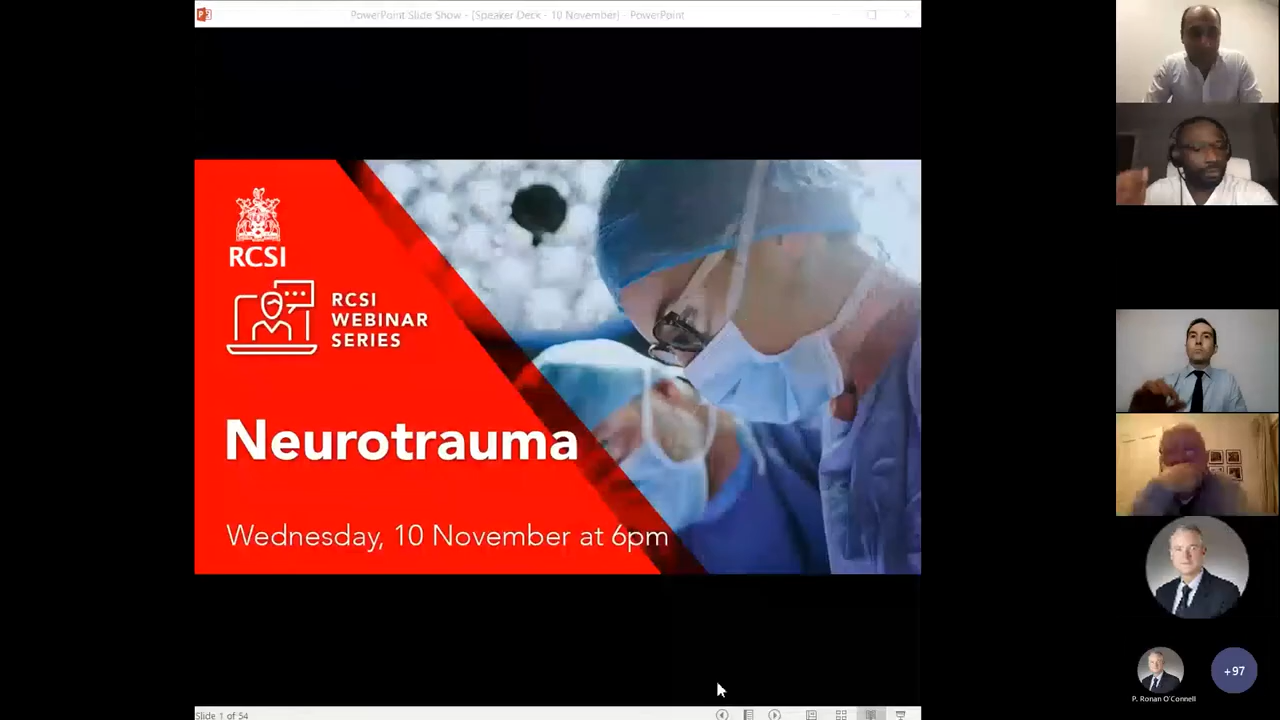 PowerPoint Slide Show - [Speaker Deck - 10 November] - PowerPoint
RCSI
RCSI
WEBINAR
SERIES
Neurotrauma
Wednesday, 10 November at 6pm
P. Ronan O'Connell
+97
Slide 1 of 54